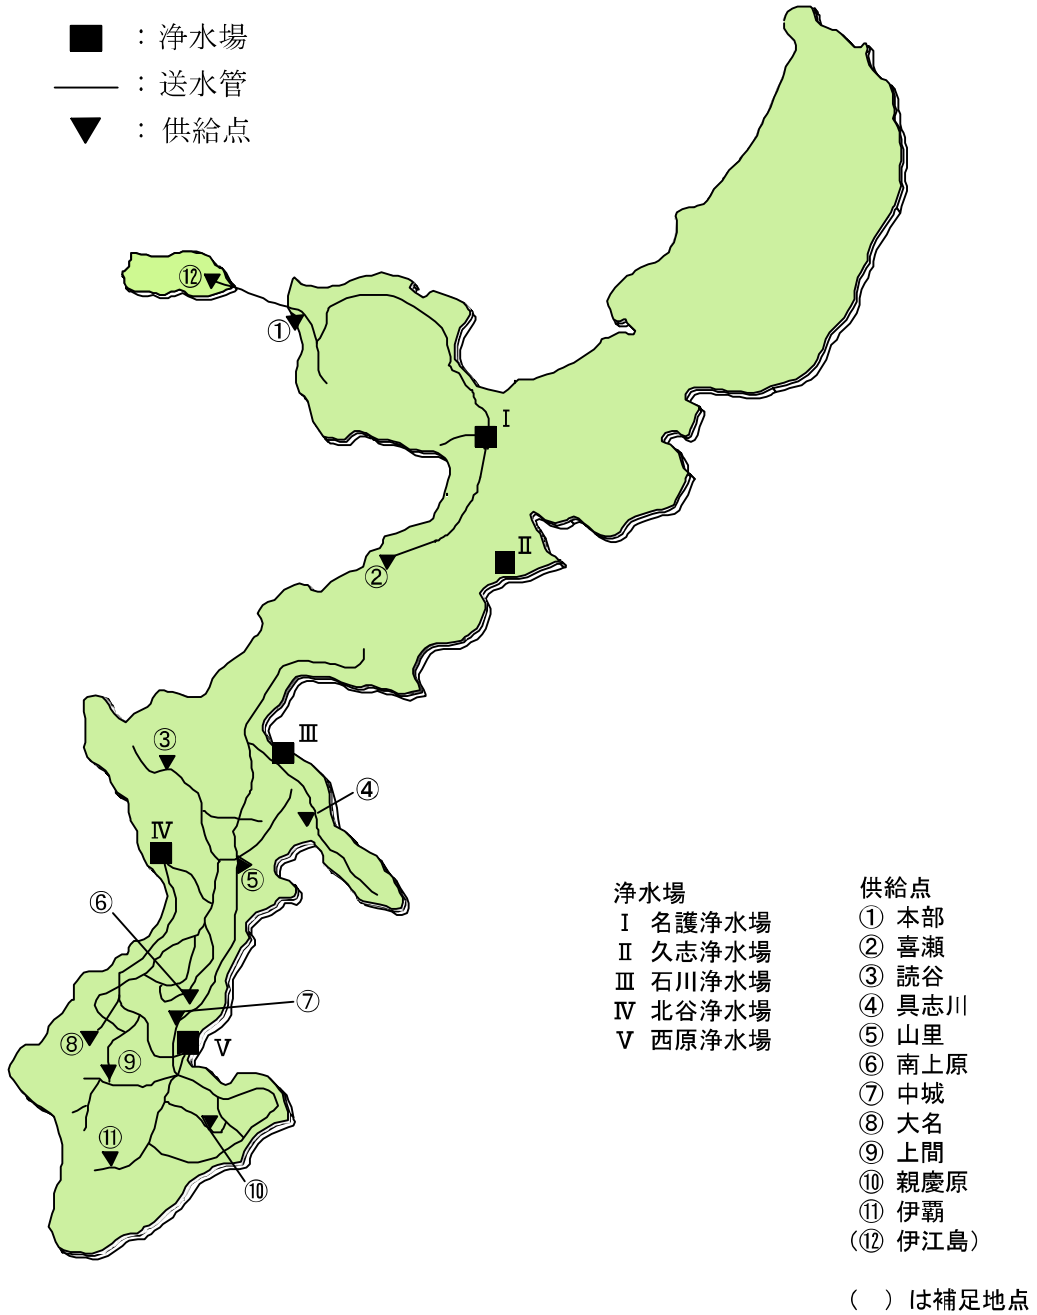 ：浄水場
：送水管
：供給点
⑫
①
Ⅰ
Ⅱ
②
Ⅲ
③
④
Ⅳ
⑤
⑥
⑦
⑧
Ⅴ
⑨
⑪
⑩
浄水場
Ⅰ 名護浄水場
Ⅱ 久志浄水場
Ⅲ 石川浄水場
Ⅳ 北谷浄水場
Ⅴ 西原浄水場
供給点
① 本部
② 喜瀬
③ 読谷
④ 具志川
⑤ 山里
⑥ 南上原
⑦ 中城
⑧ 大名
⑨ 上間
⑩ 親慶原
⑪ 伊覇
(⑫ 伊江島)
(　)は補足地点